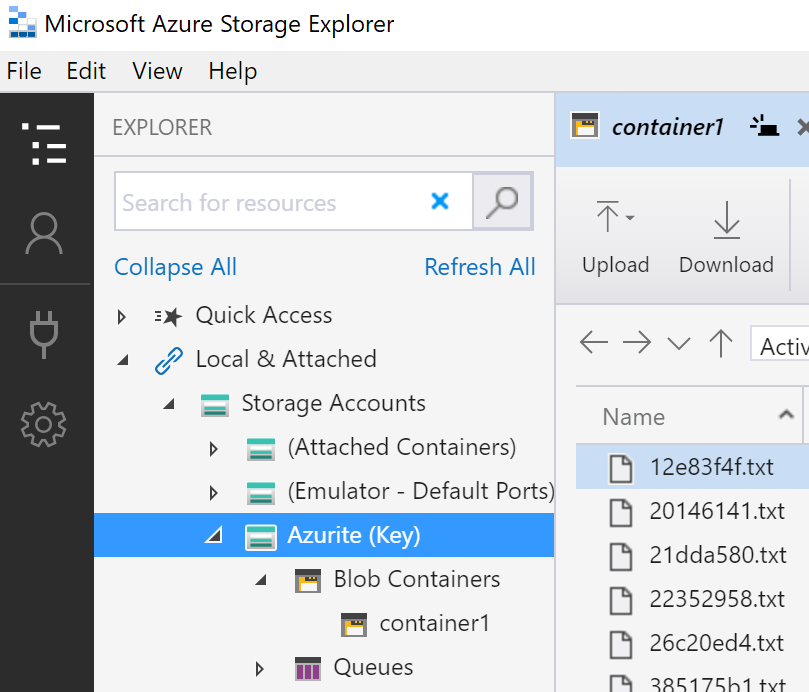 Microsoft Azure Storage Explorer
File Edit View Help
EXPLORER
Search for resources
Collapse All Refresh All
Quick Access
Local & Attached
Storage Accounts
(Attached Containers)
(Emulator - Default Ports)
Azurite (Key)
Blob Containers
container1
Queues
container1
Upload Download
Activ
Name
12e83f4f.txt
20146141.txt
21dda580.txt
22352958.txt
26c20ed4.txt
385175b1.txt